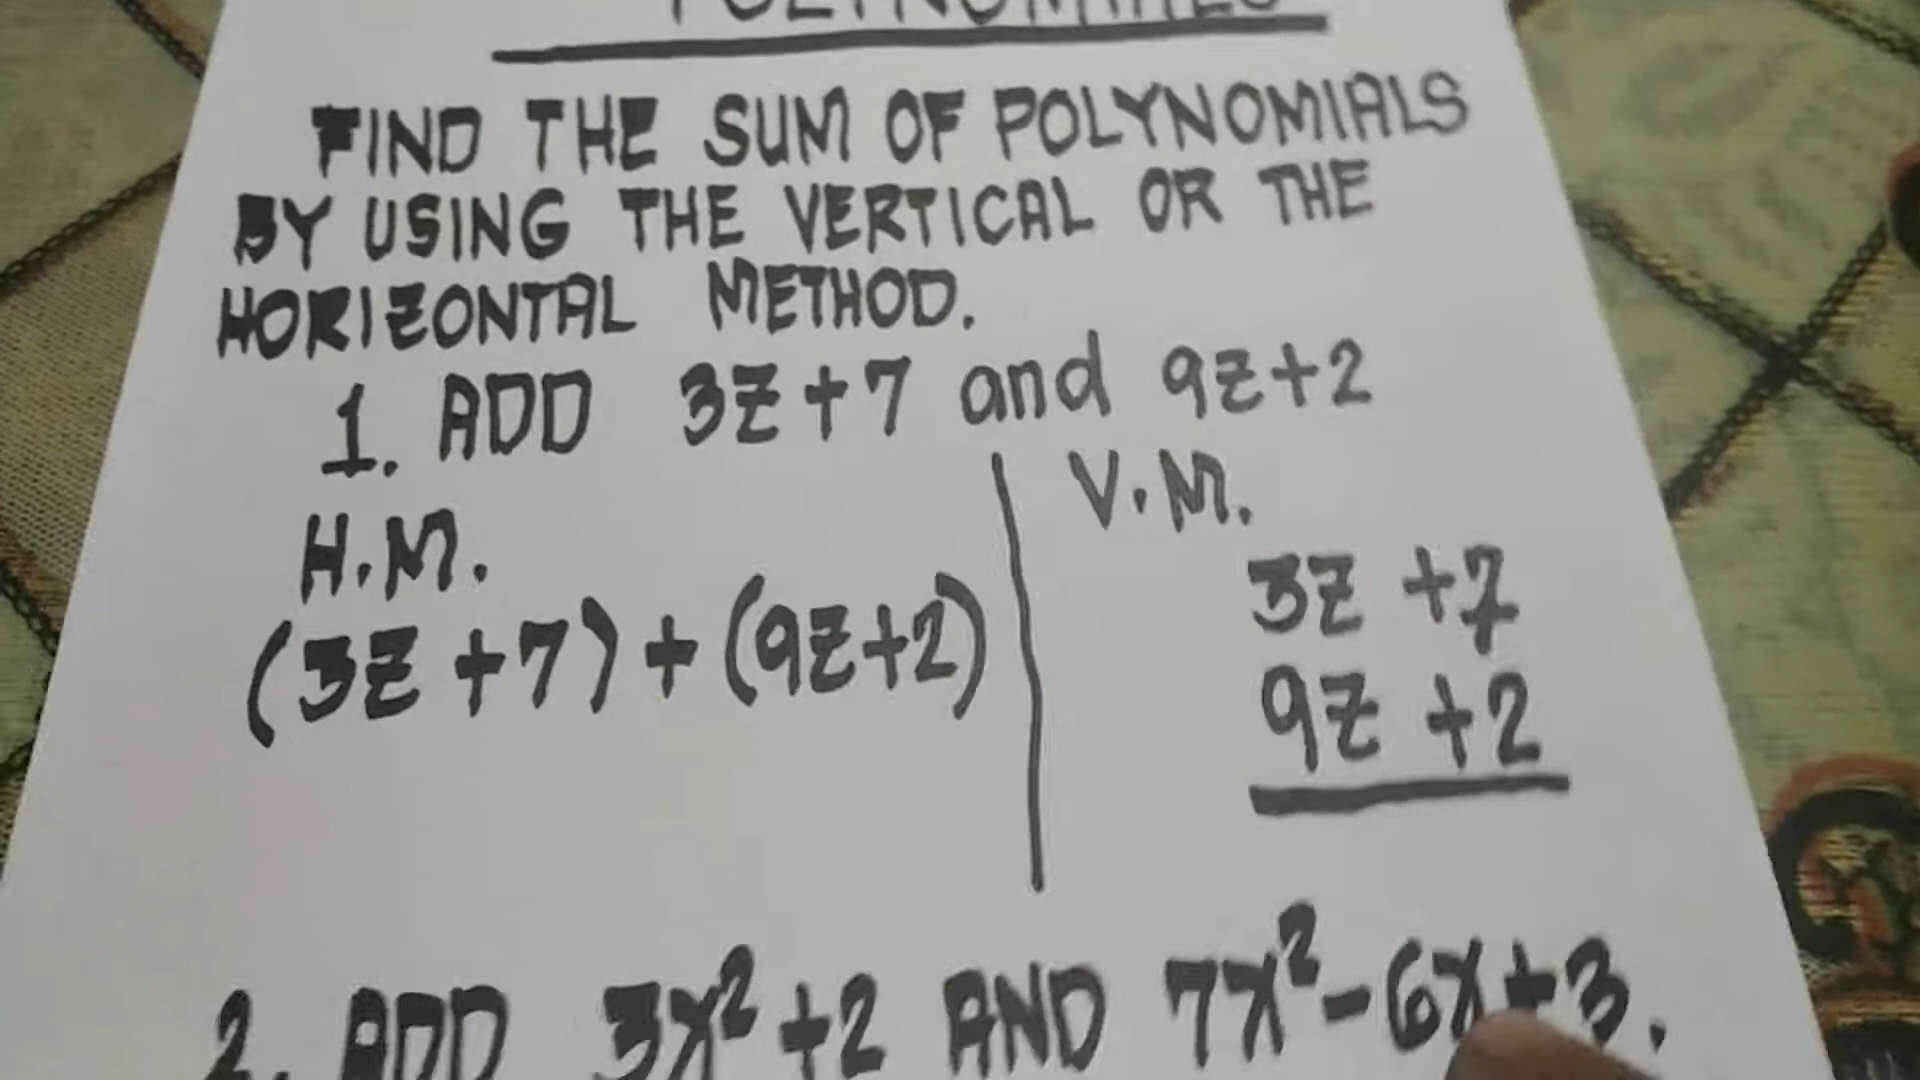 POLYNOMIALS
FIND THE SUM OF POLYNOMIALS
BY USING THE VERTICAL OR THE
HORIZONTAL METHOD.
1. ADD 3z+7 and 9z+2
H.M.
(3z+7)+(9z+2)
V.M.
3z +7
9z +2
2. ADD 3x²+2 AND 7x²-6x+3.